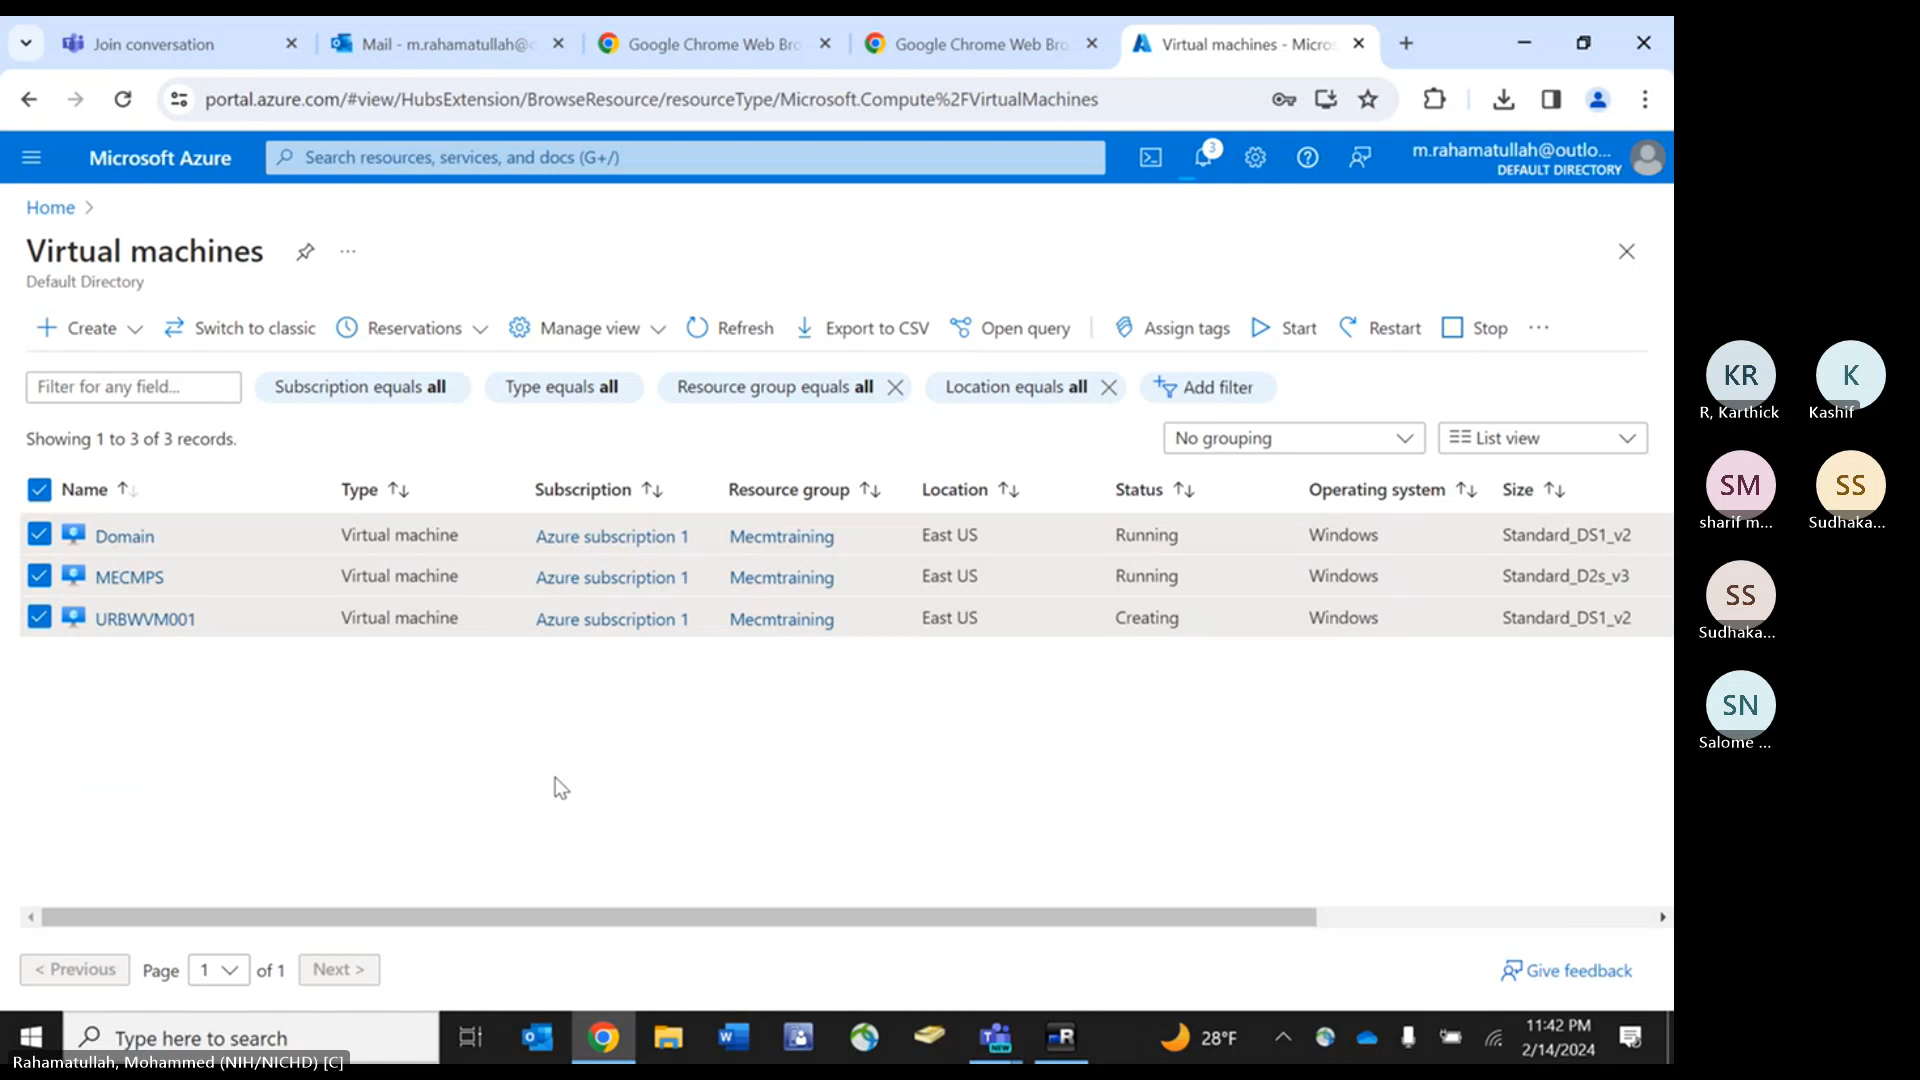 Join conversation
Mail - m.rahamatullah@o
Google Chrome Web Bro
Google Chrome Web Bro
Virtual machines - Micros
portal.azure.com/#view/HubsExtension/BrowseResource/resourceType/Microsoft.Compute%2FVirtualMachines
Microsoft Azure
Search resources, services, and docs (G+/)
3
m.rahamatullah@outlo...
DEFAULT DIRECTORY
Home
Virtual machines
Default Directory
Create
Switch to classic
Reservations
Manage view
Refresh
Export to CSV
Open query
Assign tags
Start
Restart
Stop
Filter for any field...
Subscription equals all
Type equals all
Resource group equals all
Location equals all
Add filter
Showing 1 to 3 of 3 records.
No grouping
List view
Name Type Subscription Resource group Location Status Operating system Size
Domain Virtual machine Azure subscription 1 Mecmtraining East US Running Windows Standard_DS1_v2
MECMPS Virtual machine Azure subscription 1 Mecmtraining East US Running Windows Standard_D2s_v3
URBWVM001 Virtual machine Azure subscription 1 Mecmtraining East US Creating Windows Standard_DS1_v2
< Previous
Page 1 of 1
Next >
Give feedback
Type here to search
NEW
28°F
11:42 PM
2/14/2024
Rahamatullah, Mohammed (NIH/NICHD) [C]
KR
R, Karthick
K
Kashif
SM
sharif m...
SS
Sudhaka...
SS
Sudhaka...
SN
Salome ...